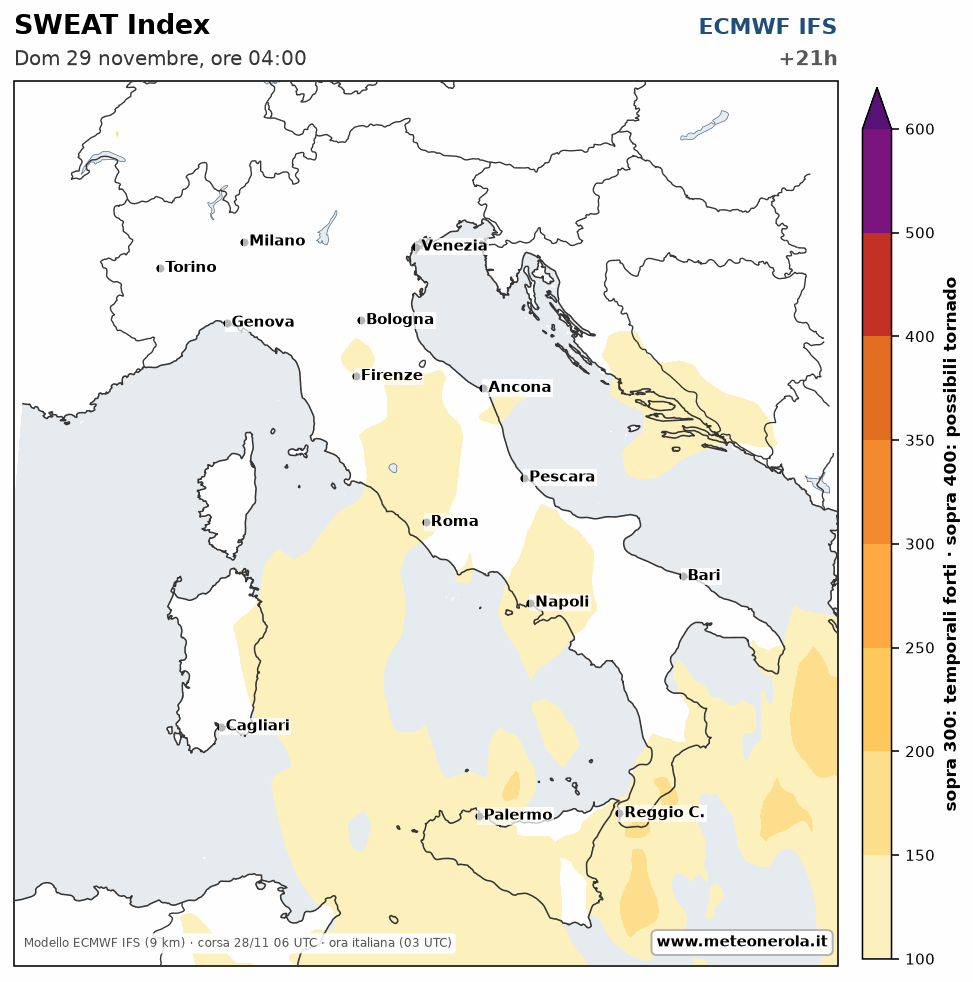 SWEAT Index
ECMWF IFS
Dom 29 novembre, ore 04:00
+21h
Milano
Venezia
Torino
Genova
Bologna
Firenze
Ancona
Pescara
Roma
Bari
Napoli
Cagliari
Palermo
Reggio C.
600
500
400
350
300
250
200
150
100
sopra 300: temporali forti · sopra 400: possibili tornado
Modello ECMWF IFS (9 km) · corsa 28/11 06 UTC · ora italiana (03 UTC)
www.meteonerola.it